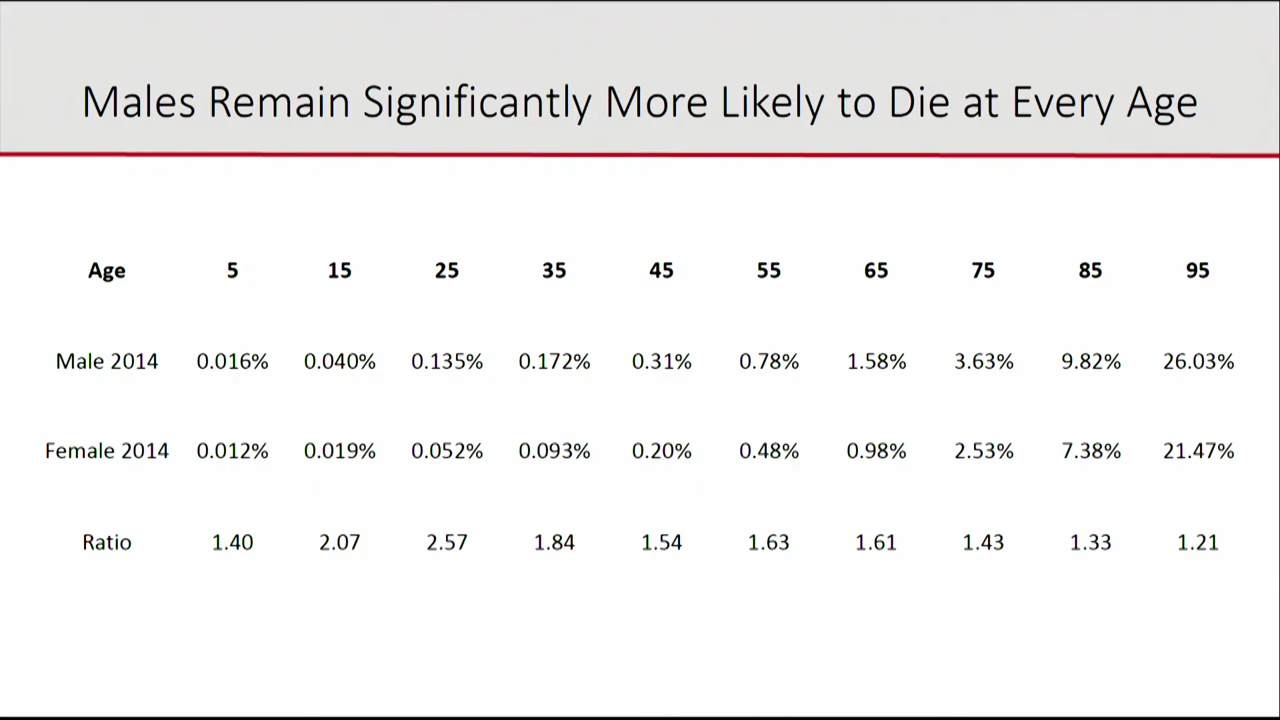 Males Remain Significantly More Likely to Die at Every Age
Age 5 15 25 35 45 55 65 75 85 95
Male 2014 0.016% 0.040% 0.135% 0.172% 0.31% 0.78% 1.58% 3.63% 9.82% 26.03%
Female 2014 0.012% 0.019% 0.052% 0.093% 0.20% 0.48% 0.98% 2.53% 7.38% 21.47%
Ratio 1.40 2.07 2.57 1.84 1.54 1.63 1.61 1.43 1.33 1.21